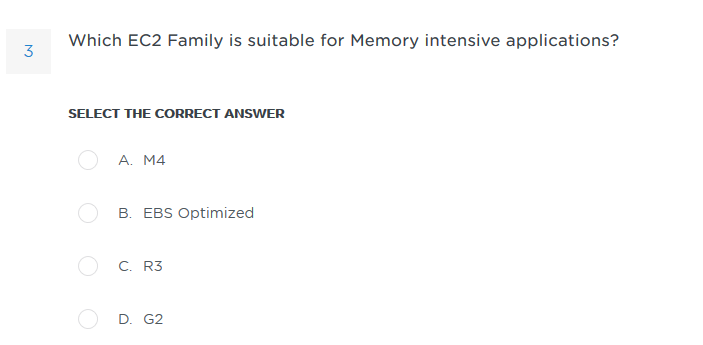 3
Which EC2 Family is suitable for Memory intensive applications?
SELECT THE CORRECT ANSWER
A. M4
B. EBS Optimized
C. R3
D. G2